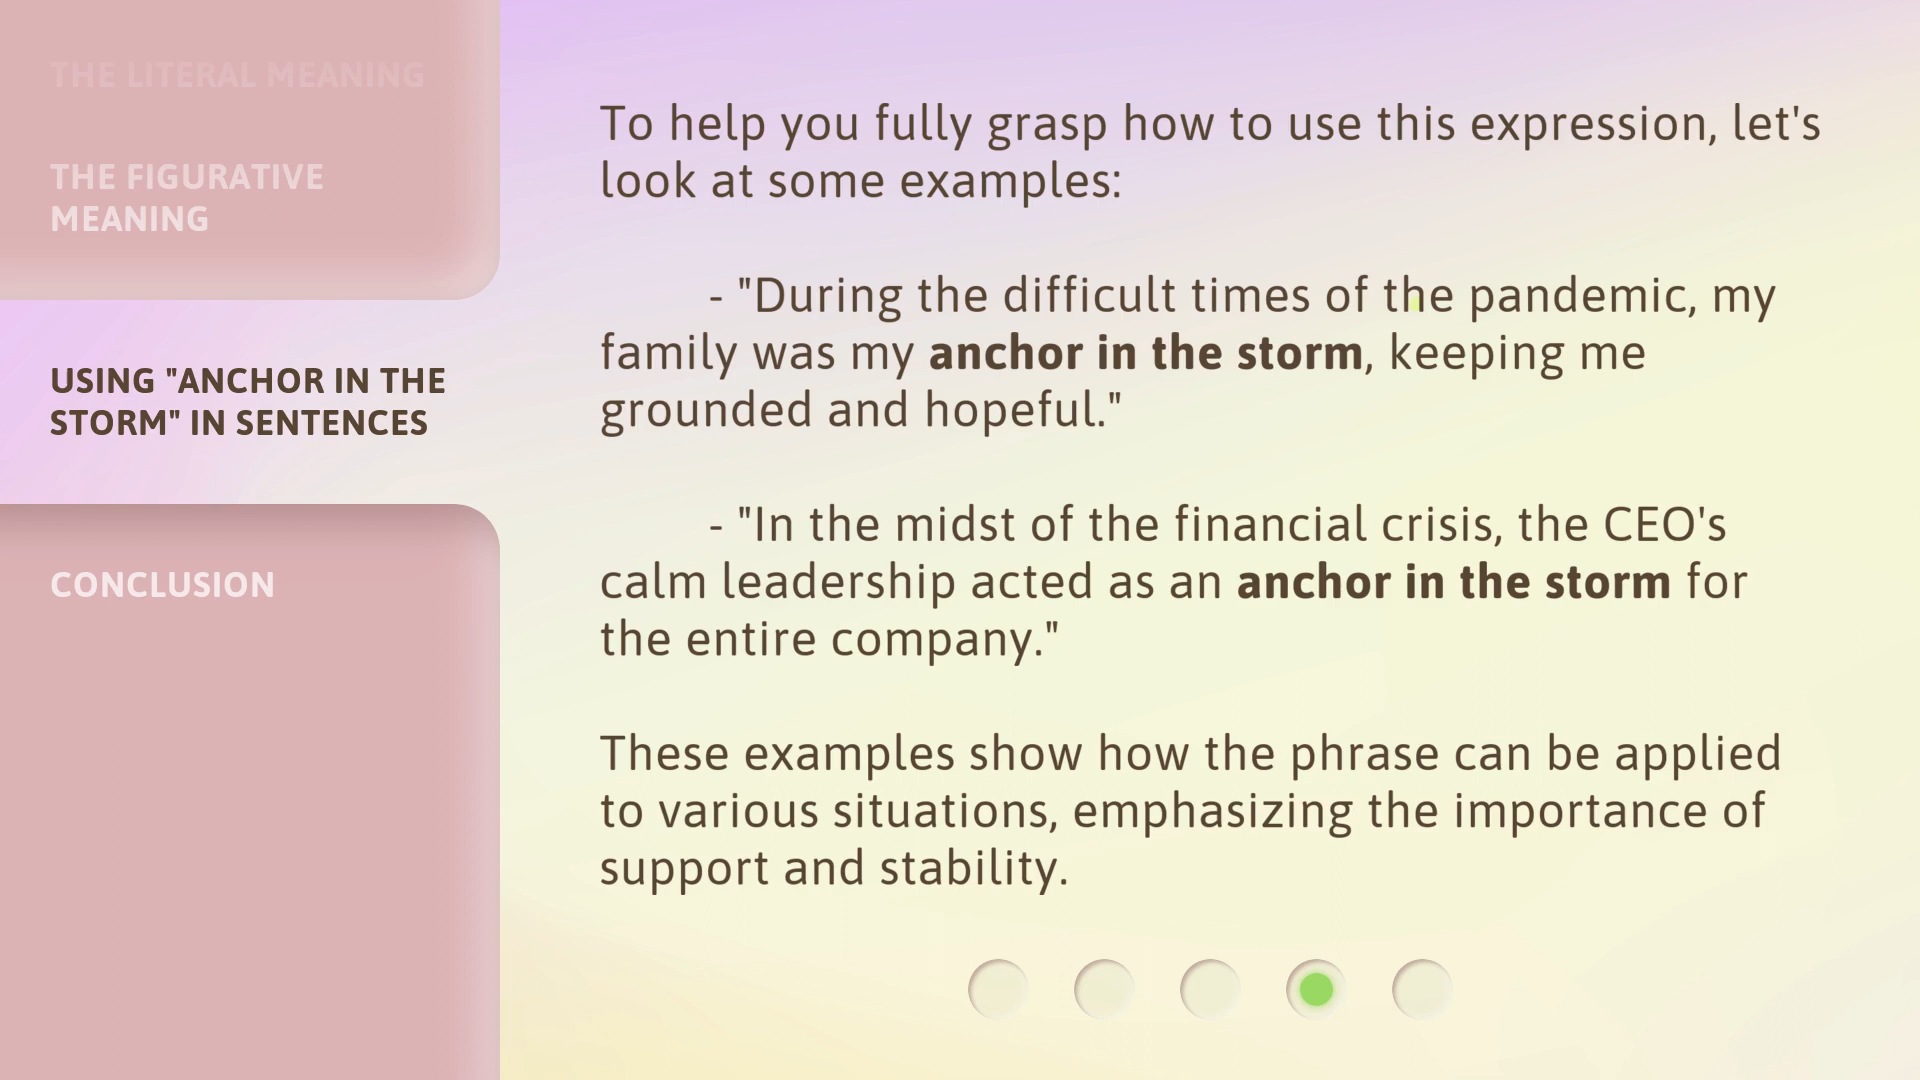 THE LITERAL MEANING
THE FIGURATIVE
MEANING
USING "ANCHOR IN THE
STORM" IN SENTENCES
CONCLUSION
To help you fully grasp how to use this expression, let's
look at some examples:
- "During the difficult times of the pandemic, my
family was my anchor in the storm, keeping me
grounded and hopeful."
- "In the midst of the financial crisis, the CEO's
calm leadership acted as an anchor in the storm for
the entire company."
These examples show how the phrase can be applied
to various situations, emphasizing the importance of
support and stability.